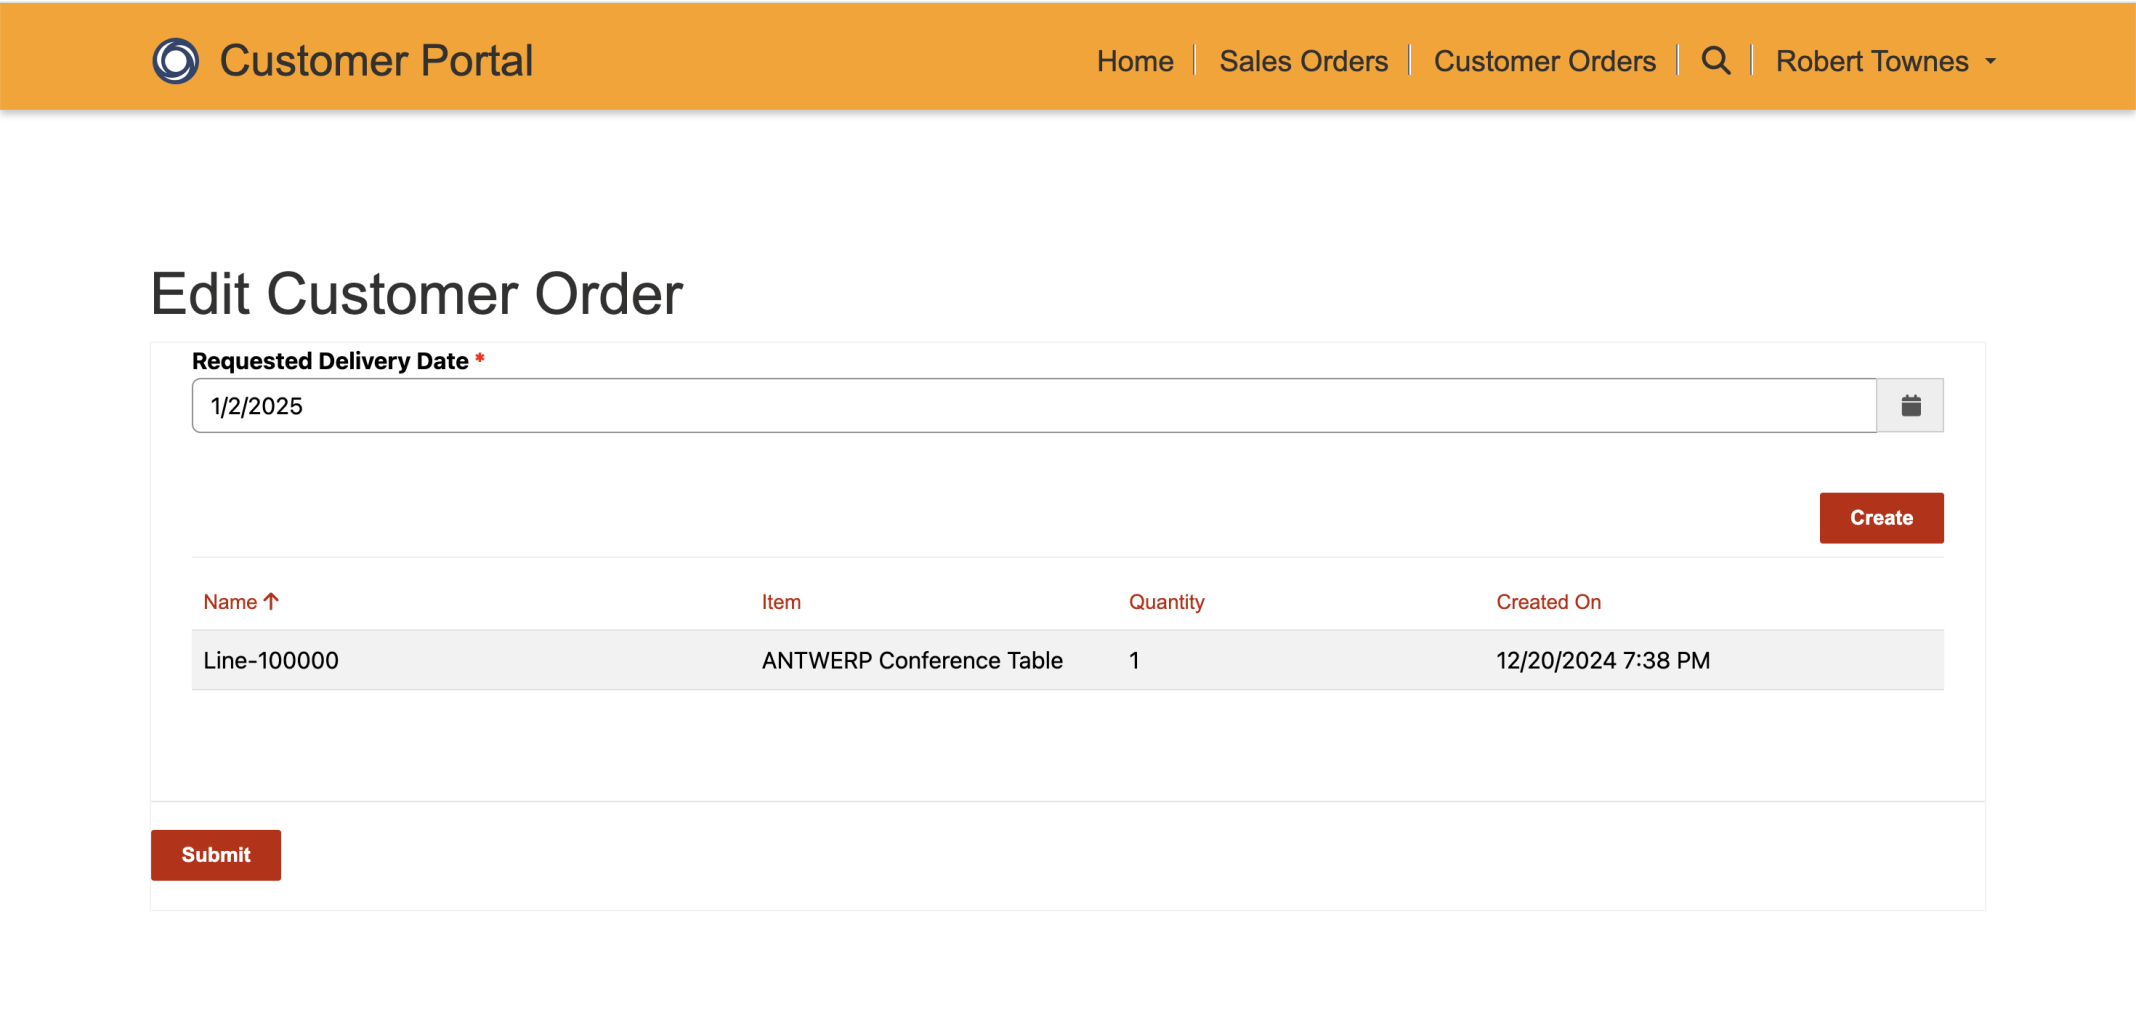 Customer Portal
Home Sales Orders Customer Orders Robert Townes
Edit Customer Order
Requested Delivery Date *
1/2/2025
Create
Name Item Quantity Created On
Line-100000 ANTWERP Conference Table 1 12/20/2024 7:38 PM
Submit